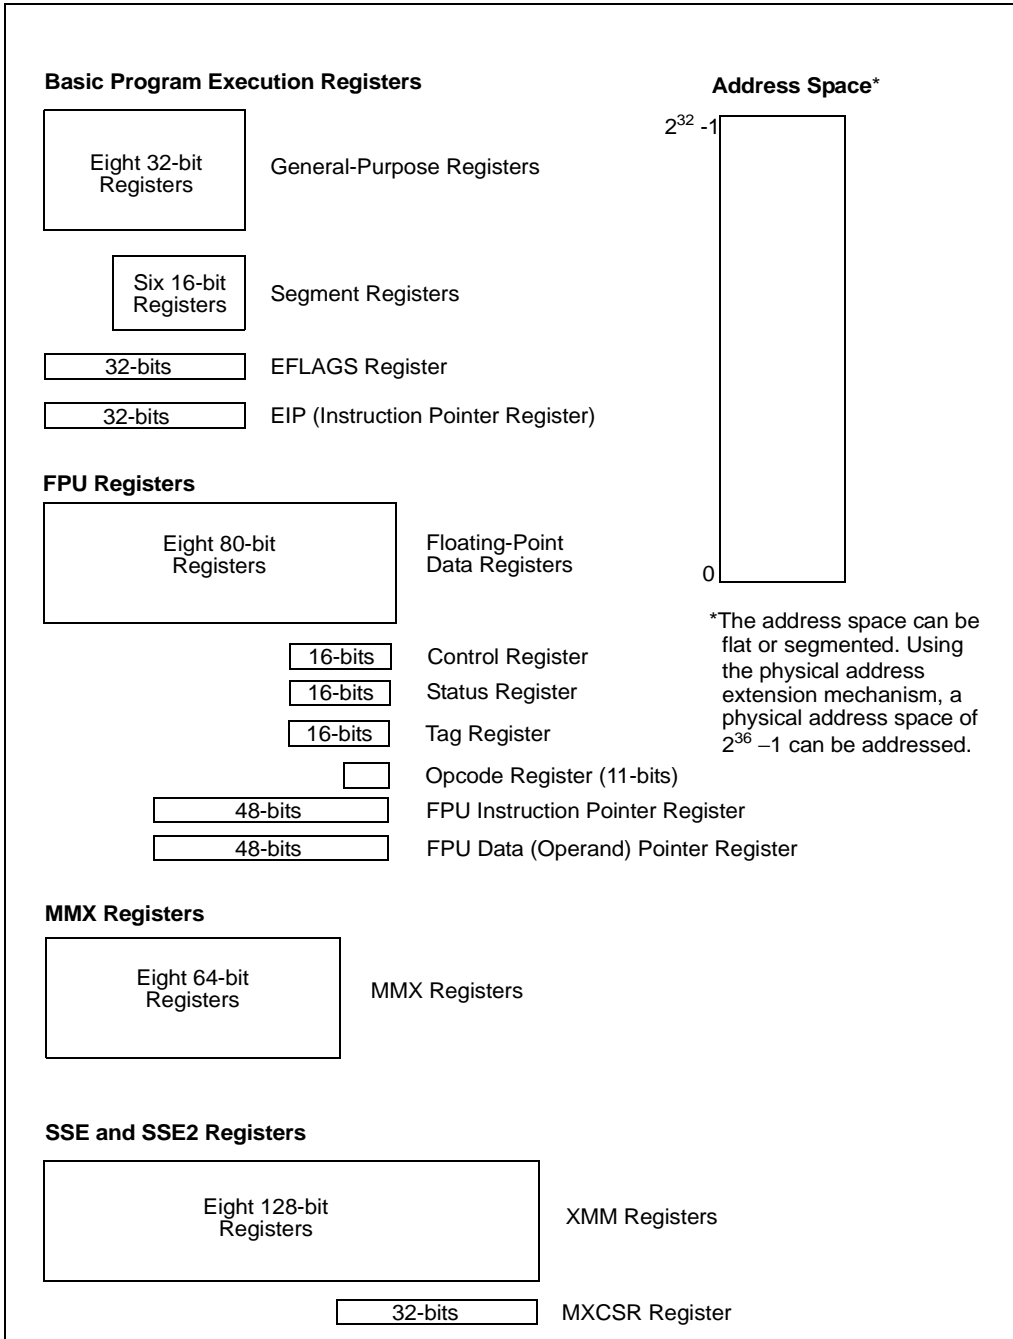 Basic Program Execution Registers
Eight 32-bit
Registers
General-Purpose Registers
Six 16-bit
Registers
Segment Registers
32-bits
EFLAGS Register
32-bits
EIP (Instruction Pointer Register)
Address Space*
2^32 -1
0
*The address space can be
flat or segmented. Using
the physical address
extension mechanism, a
physical address space of
2^36 –1 can be addressed.
FPU Registers
Eight 80-bit
Registers
Floating-Point
Data Registers
16-bits
Control Register
16-bits
Status Register
16-bits
Tag Register
Opcode Register (11-bits)
48-bits
FPU Instruction Pointer Register
48-bits
FPU Data (Operand) Pointer Register
MMX Registers
Eight 64-bit
Registers
MMX Registers
SSE and SSE2 Registers
Eight 128-bit
Registers
XMM Registers
32-bits
MXCSR Register